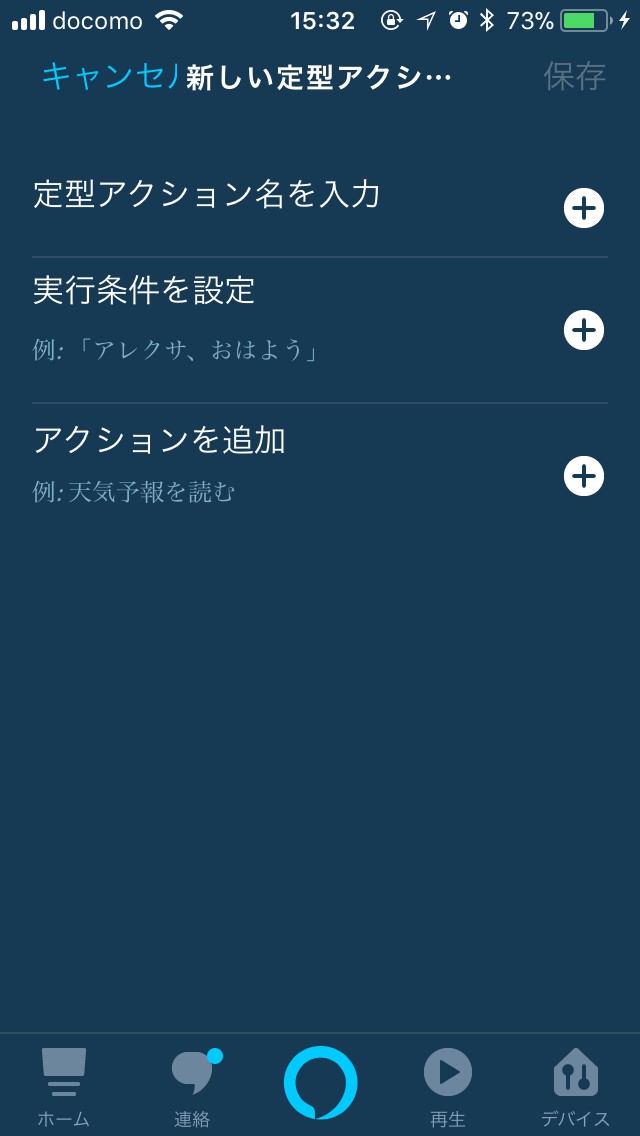 docomo 15:32 73%
キャンセル 新しい定型アクシ… 保存
定型アクション名を入力
実行条件を設定
例: 「アレクサ、おはよう」
アクションを追加
例: 天気予報を読む
ホーム 連絡 再生 デバイス